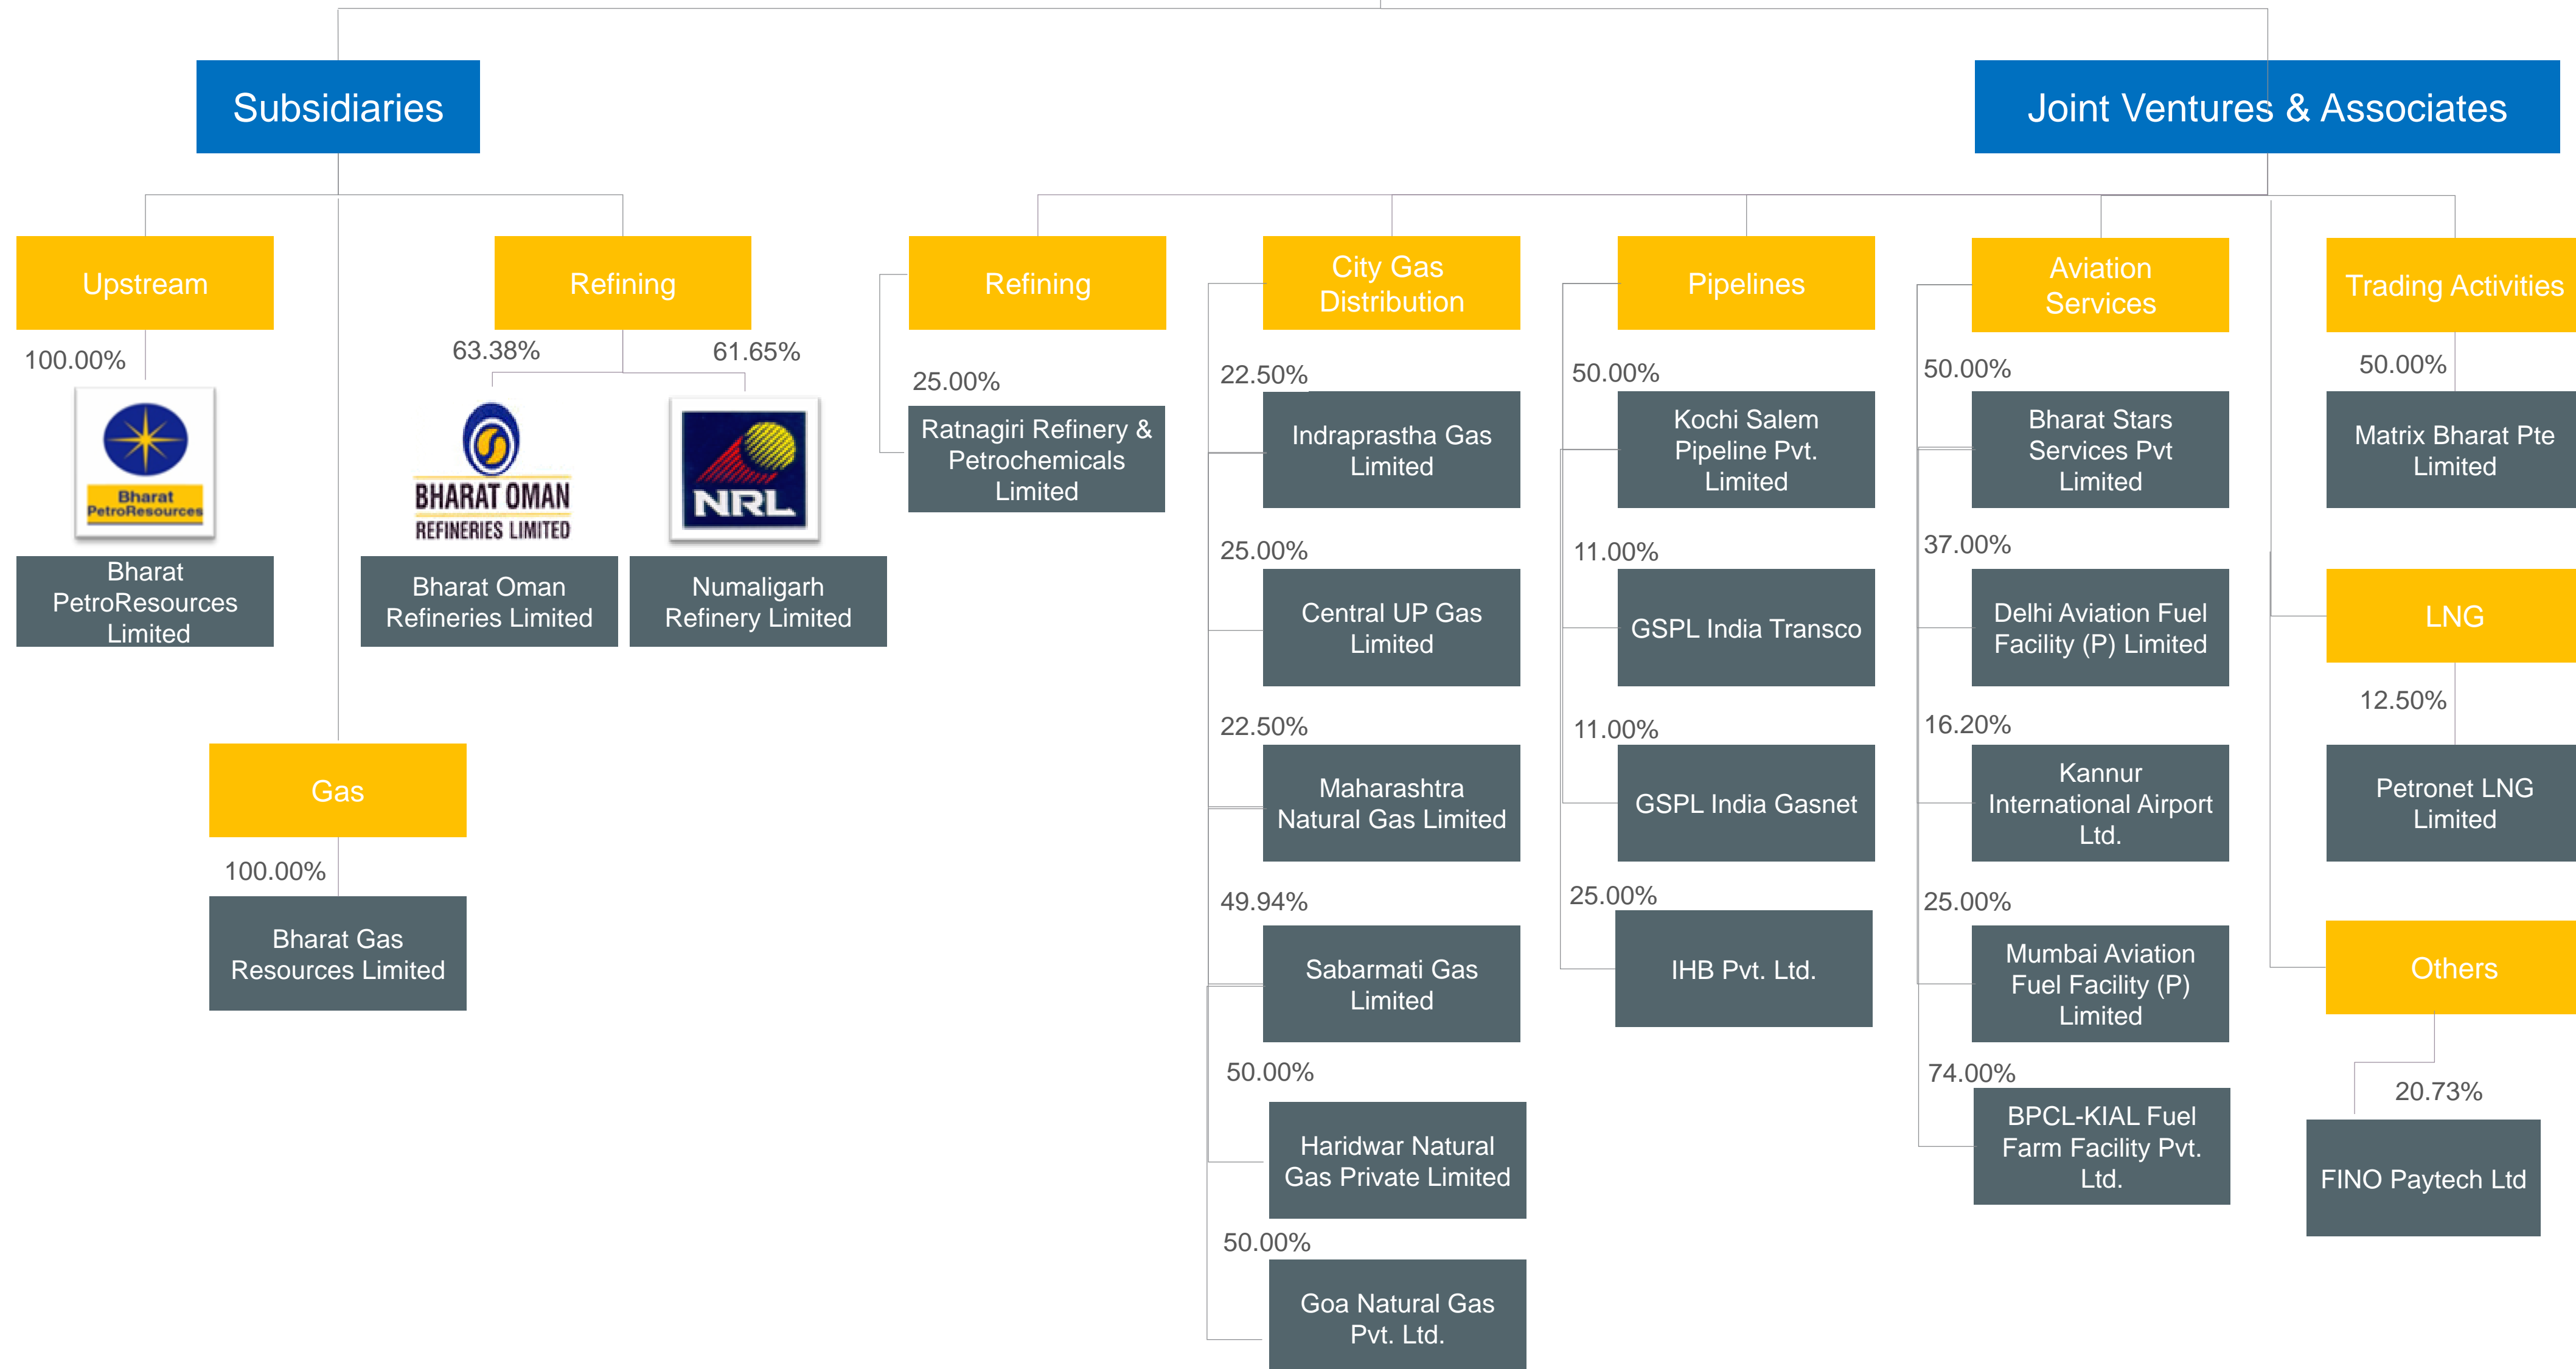 Subsidiaries
Joint Ventures & Associates
Upstream
100.00%
Bharat
PetroResources
Bharat
PetroResources
Limited
Refining
63.38%
61.65%
BHARAT OMAN
REFINERIES LIMITED
NRL
Bharat Oman
Refineries Limited
Numaligarh
Refinery Limited
Gas
100.00%
Bharat Gas
Resources Limited
Refining
25.00%
Ratnagiri Refinery &
Petrochemicals
Limited
City Gas
Distribution
22.50%
Indraprastha Gas
Limited
25.00%
Central UP Gas
Limited
22.50%
Maharashtra
Natural Gas Limited
49.94%
Sabarmati Gas
Limited
50.00%
Haridwar Natural
Gas Private Limited
50.00%
Goa Natural Gas
Pvt. Ltd.
Pipelines
50.00%
Kochi Salem
Pipeline Pvt.
Limited
11.00%
GSPL India Transco
11.00%
GSPL India Gasnet
25.00%
IHB Pvt. Ltd.
Aviation
Services
50.00%
Bharat Stars
Services Pvt
Limited
37.00%
Delhi Aviation Fuel
Facility (P) Limited
16.20%
Kannur
International Airport
Ltd.
25.00%
Mumbai Aviation
Fuel Facility (P)
Limited
74.00%
BPCL-KIAL Fuel
Farm Facility Pvt.
Ltd.
Trading Activities
50.00%
Matrix Bharat Pte
Limited
LNG
12.50%
Petronet LNG
Limited
Others
20.73%
FINO Paytech Ltd